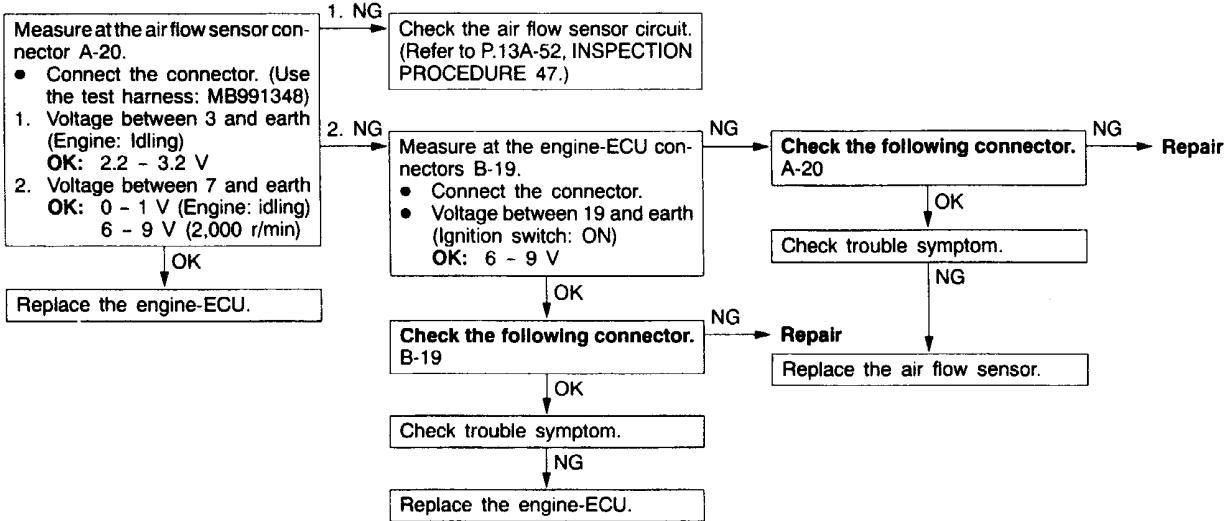 Measure at the air flow sensor con-
nector A-20.
● Connect the connector. (Use
the test harness: MB991348)
1. Voltage between 3 and earth
(Engine: Idling)
OK: 2.2 – 3.2 V
2. Voltage between 7 and earth
OK: 0 – 1 V (Engine: idling)
6 – 9 V (2,000 r/min)
OK
Replace the engine-ECU.
1. NG
Check the air flow sensor circuit.
(Refer to P.13A-52, INSPECTION
PROCEDURE 47.)
2. NG
Measure at the engine-ECU con-
nectors B-19.
● Connect the connector.
● Voltage between 19 and earth
(Ignition switch: ON)
OK: 6 – 9 V
OK
Check the following connector.
B-19
NG
Repair
OK
Check trouble symptom.
NG
Replace the engine-ECU.
NG
Check the following connector.
A-20
NG
Repair
OK
Check trouble symptom.
NG
Replace the air flow sensor.